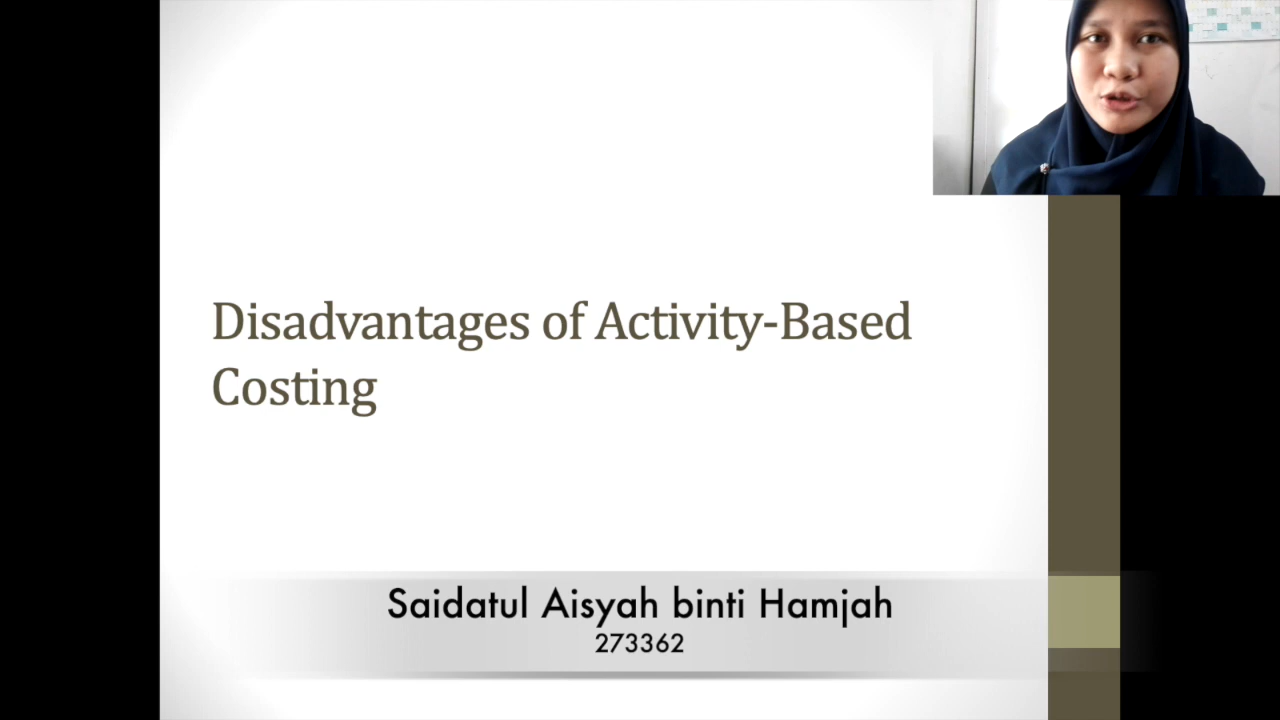 Disadvantages of Activity-Based
Costing
Saidatul Aisyah binti Hamjah
273362